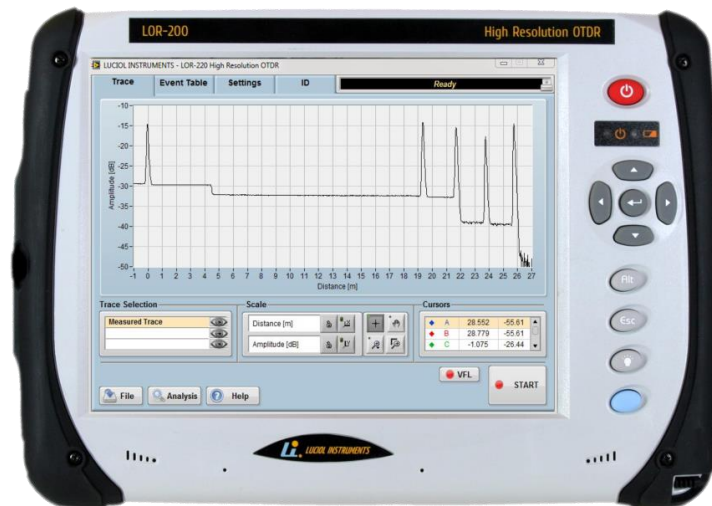 LOR-200
High Resolution OTDR
LUCIOL INSTRUMENTS - LOR-220 High Resolution OTDR
Trace Event Table Settings ID Ready
-10
-15
-20
-25
-30
-35
-40
-45
-50
Amplitude [dB]
-1 0 1 2 3 4 5 6 7 8 9 10 11 12 13 14 15 16 17 18 19 20 21 22 23 24 25 26 27
Distance [m]
Trace Selection
Measured Trace
Scale
Distance [m]
Amplitude [dB]
Cursors
A 28.552 -55.61
B 28.779 -55.61
C -1.075 -26.44
VFL
START
File Analysis Help
Alt
Esc
Li. LUCIOL INSTRUMENTS